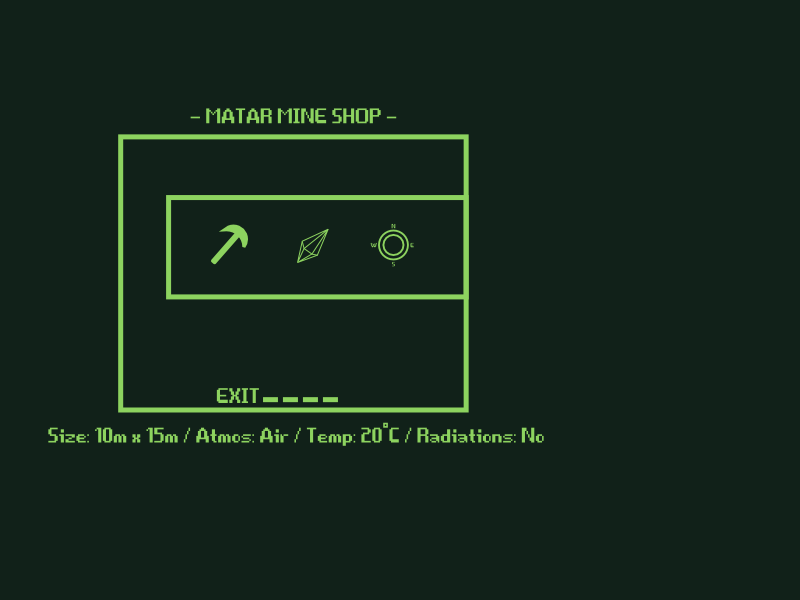 - MATAR MINE SHOP -
N
W E
S
EXIT
Size: 10m x 15m / Atmos: Air / Temp: 20°C / Radiations: No